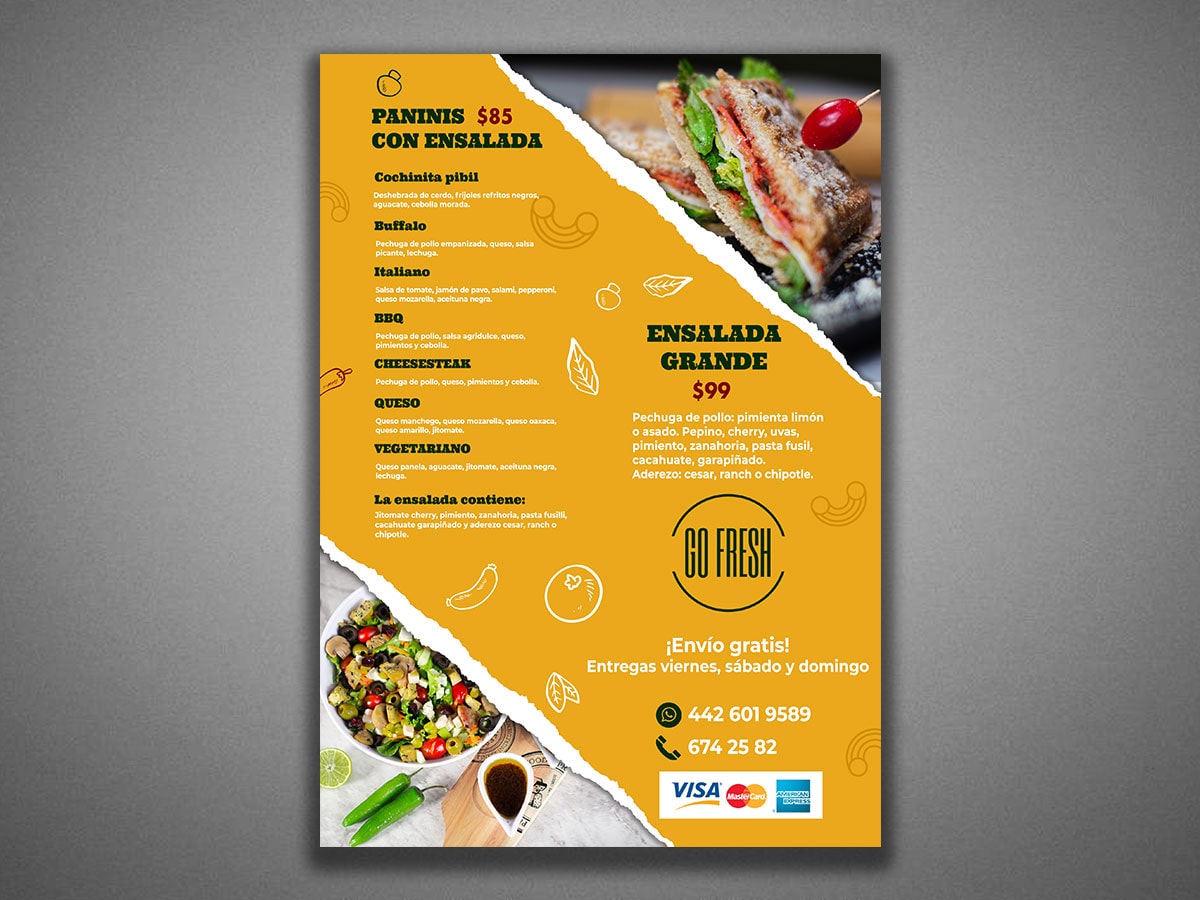 PANINIS $85
CON ENSALADA
Cochinita pibil
Deshebrada de cerdo, frijoles refritos negros,
aguacate, cebolla morada.
Buffalo
Pechuga de pollo empanizada, queso, salsa
picante, lechuga.
Italiano
Salsa de tomate, jamón de pavo, salami, pepperoni,
queso mozarella, aceituna negra.
BBQ
Pechuga de pollo, salsa agridulce, queso,
pimientos y cebolla.
CHEESESTEAK
Pechuga de pollo, queso, pimientos y cebolla.
QUESO
Queso manchego, queso mozarella, queso oaxaca,
queso amarillo, jitomate.
VEGETARIANO
Queso panela, aguacate, jitomate, aceituna negra,
lechuga.
La ensalada contiene:
Jitomate cherry, pimiento, zanahoria, pasta fusilli,
cacahuate garapiñado y aderezo cesar, ranch o
chipotle.
ENSALADA
GRANDE
$99
Pechuga de pollo: pimienta limón
o asado. Pepino, cherry, uvas,
pimiento, zanahoria, pasta fusil,
cacahuate, garapiñado.
Aderezo: cesar, ranch o chipotle.
GO FRESH
¡Envío gratis!
Entregas viernes, sábado y domingo
442 601 9589
674 25 82
VISA
MasterCard
AMERICAN
EXPRESS